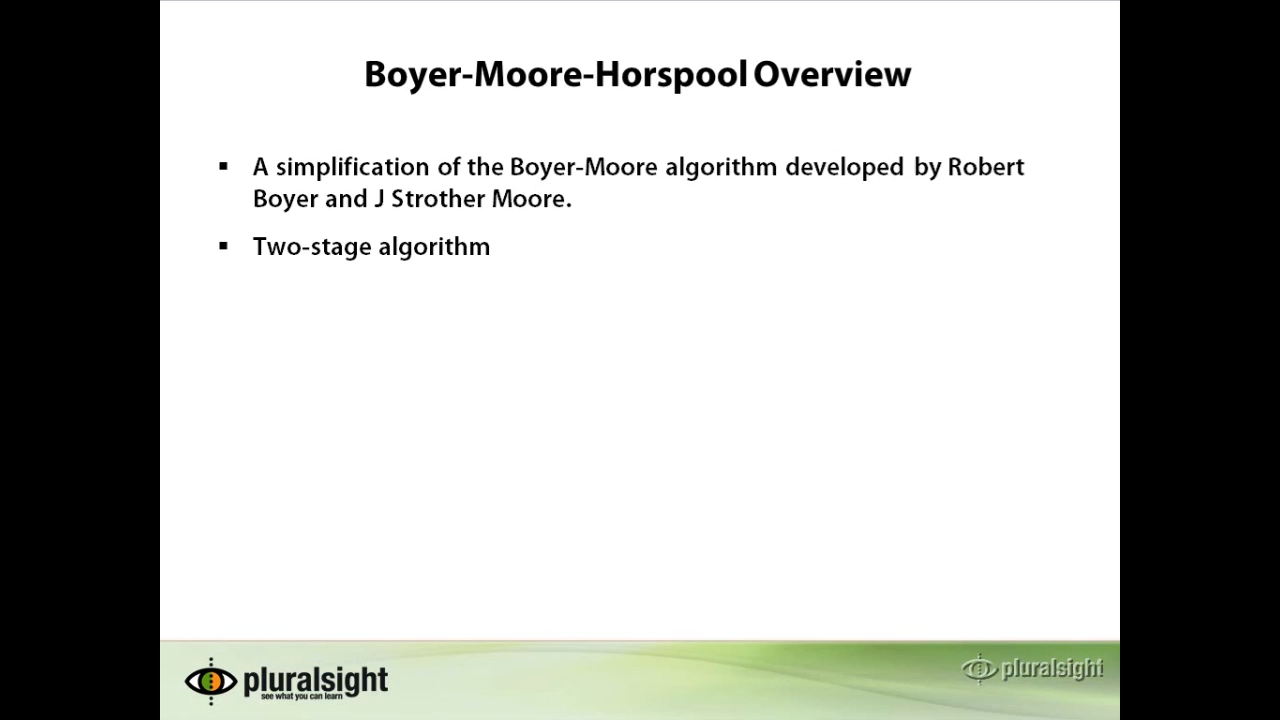 Boyer-Moore-Horspool Overview
▪ A simplification of the Boyer-Moore algorithm developed by Robert
Boyer and J Strother Moore.
▪ Two-stage algorithm
pluralsight
see what you can learn
pluralsight